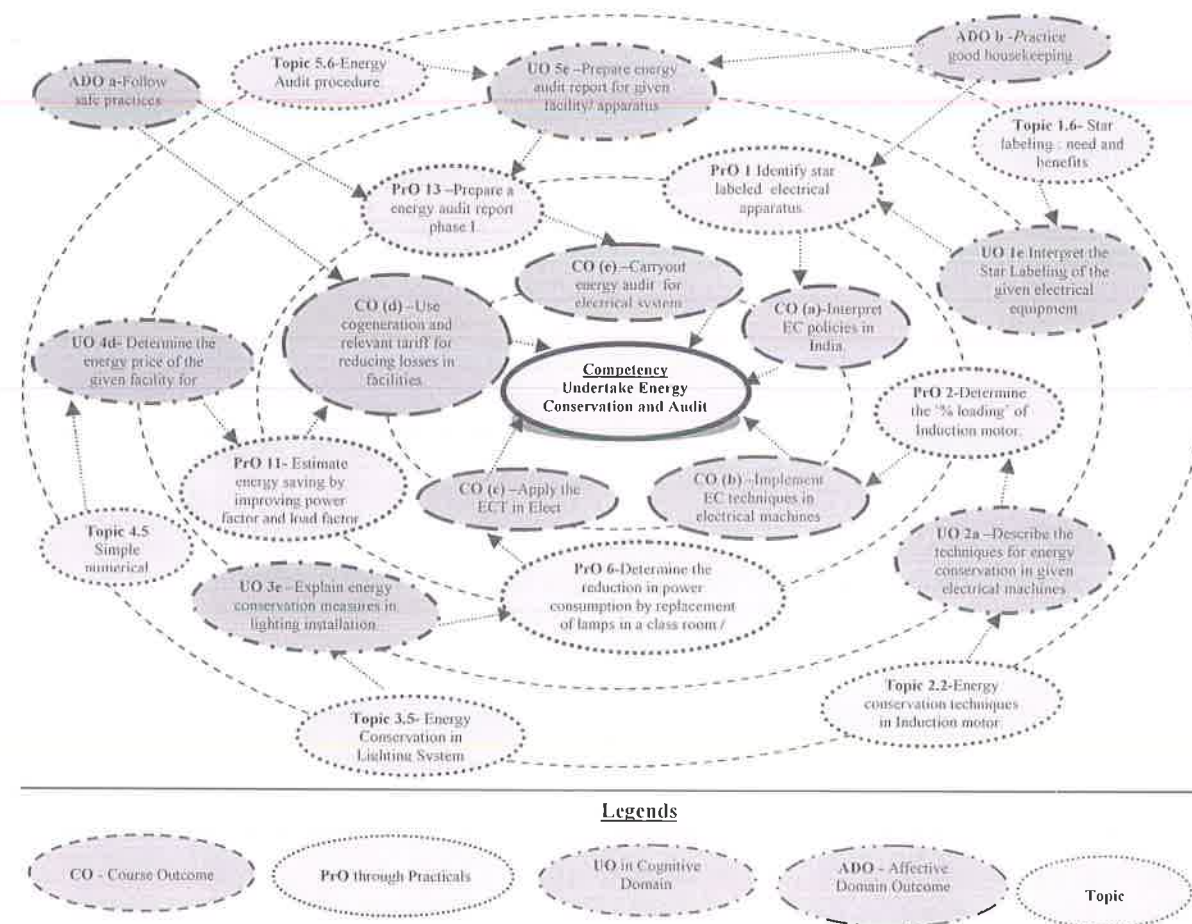 ADO b -Practice
good housekeeping
Topic 5.6-Energy
Audit procedure
UO 5e –Prepare energy
audit report for given
facility/ apparatus
ADO a-Follow
safe practices
Topic 1.6- Star
labeling : need and
benefits
PrO 1 Identify star
labeled electrical
apparatus.
PrO 13 –Prepare a
energy audit report
phase I.
UO 1e Interpret the
Star Labeling of the
given electrical
equipment
CO (e) –Carryout
energy audit for
electrical system
CO (d) –Use
cogeneration and
relevant tariff for
reducing losses in
facilities
CO (a)-Interpret
EC policies in
India.
UO 4d- Determine the
energy price of the
given facility for
Competency
Undertake Energy
Conservation and Audit
PrO 2-Determine
the '% loading' of
Induction motor.
PrO 11- Estimate
energy saving by
improving power
factor and load factor
CO (c) –Apply the
ECT in Elect
CO (b) –Implement
EC techniques in
electrical machines
Topic 4.5
Simple
numerical
UO 2a –Describe the
techniques for energy
conservation in given
electrical machines
UO 3e –Explain energy
conservation measures in
lighting installation
PrO 6-Determine the
reduction in power
consumption by replacement
of lamps in a class room /
Topic 2.2-Energy
conservation techniques
in Induction motor
Topic 3.5- Energy
Conservation in
Lighting System
Legends
CO - Course Outcome
PrO through Practicals
UO in Cognitive
Domain
ADO - Affective
Domain Outcome
Topic